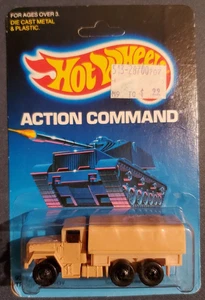 FOR AGES OVER 3.
DIE CAST METAL
& PLASTIC.
Hot Wheels
ACTION COMMAND